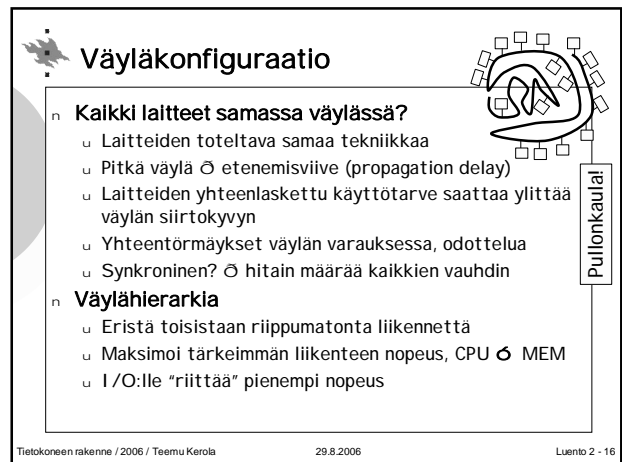 Väyläkonfiguraatio
n Kaikki laitteet samassa väylässä?
u Laitteiden toteltava samaa tekniikkaa
u Pitkä väylä ð etenemisviive (propagation delay)
u Laitteiden yhteenlaskettu käyttötarve saattaa ylittää
väylän siirtokyvyn
u Yhteentörmäykset väylän varauksessa, odottelua
u Synkroninen? ð hitain määrää kaikkien vauhdin
n Väylähierarkia
u Eristä toisistaan riippumatonta liikennettä
u Maksimoi tärkeimmän liikenteen nopeus, CPU ó MEM
u I/O:lle “riittää” pienempi nopeus
Pullonkaula!
Tietokoneen rakenne / 2006 / Teemu Kerola 29.8.2006 Luento 2 - 16